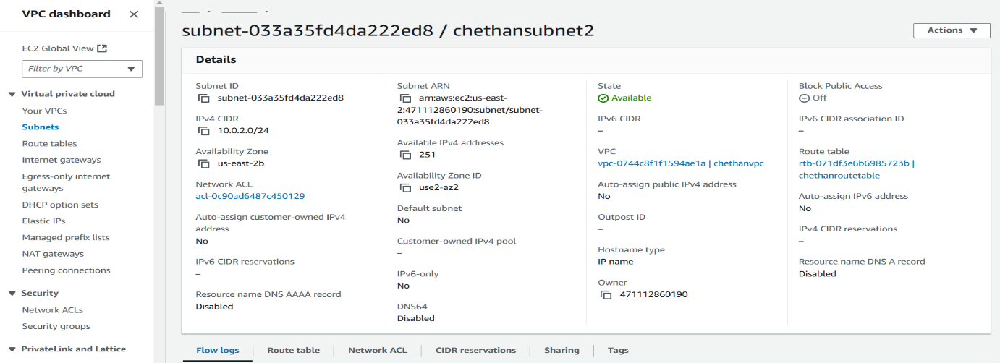 VPC dashboard
EC2 Global View
Filter by VPC
Virtual private cloud
Your VPCs
Subnets
Route tables
Internet gateways
Egress-only internet
gateways
DHCP option sets
Elastic IPs
Managed prefix lists
NAT gateways
Peering connections
Security
Network ACLs
Security groups
PrivateLink and Lattice
subnet-033a35fd4da222ed8 / chethansubnet2
Actions
Details
Subnet ID
subnet-033a35fd4da222ed8
IPv4 CIDR
10.0.2.0/24
Availability Zone
us-east-2b
Network ACL
acl-0c90ad6487c450129
Auto-assign customer-owned IPv4
address
No
IPv6 CIDR reservations
–
Resource name DNS AAAA record
Disabled
Subnet ARN
arn:aws:ec2:us-east-
2:471112860190:subnet/subnet-
033a35fd4da222ed8
Available IPv4 addresses
251
Availability Zone ID
use2-az2
Default subnet
No
Customer-owned IPv4 pool
–
IPv6-only
No
DNS64
Disabled
State
Available
IPv6 CIDR
–
VPC
vpc-0744c8f1f1594ae1a | chethanvpc
Auto-assign public IPv4 address
No
Outpost ID
–
Hostname type
IP name
Owner
471112860190
Block Public Access
Off
IPv6 CIDR association ID
–
Route table
rtb-071df3e6b6985723b |
chethanroutetable
Auto-assign IPv6 address
No
IPv4 CIDR reservations
–
Resource name DNS A record
Disabled
Flow logs
Route table
Network ACL
CIDR reservations
Sharing
Tags